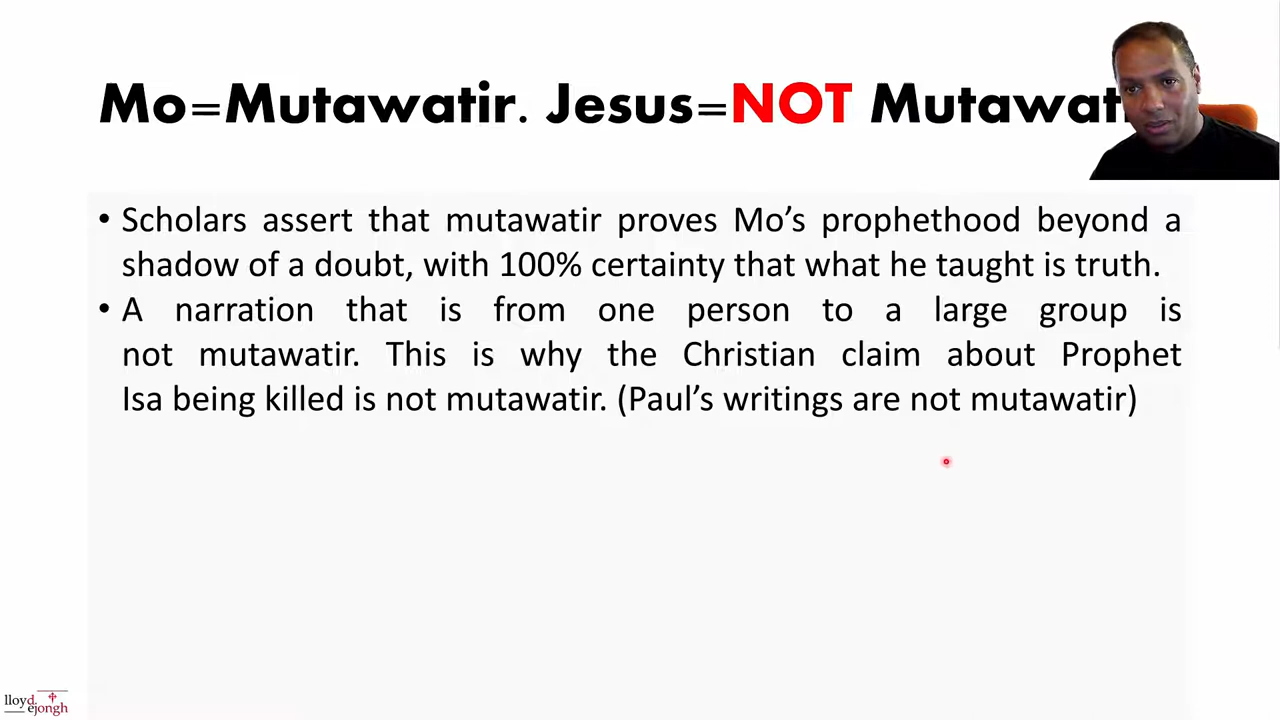 Mo=Mutawatir. Jesus=NOT Mutawat
• Scholars assert that mutawatir proves Mo’s prophethood beyond a
shadow of a doubt, with 100% certainty that what he taught is truth.
• A narration that is from one person to a large group is
not mutawatir. This is why the Christian claim about Prophet
Isa being killed is not mutawatir. (Paul’s writings are not mutawatir)
lloyd
ejongh